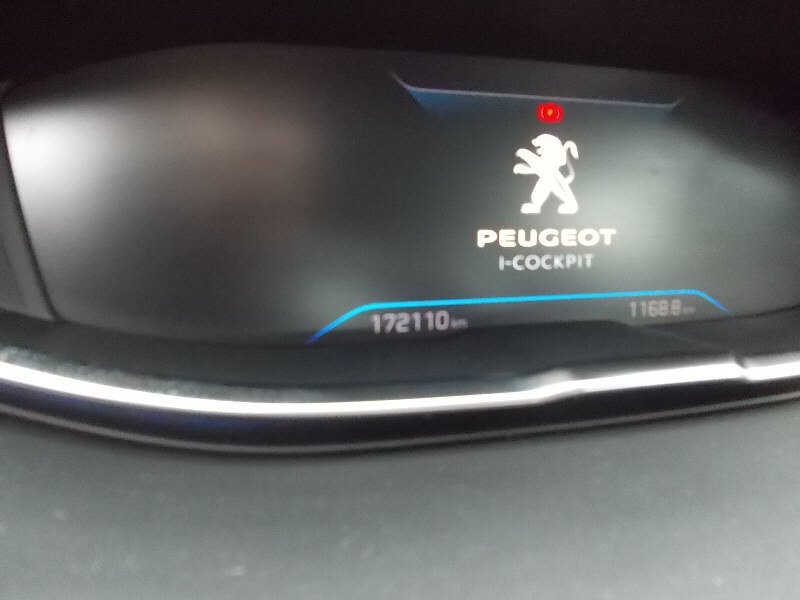 PEUGEOT
I-COCKPIT
172110 km
1168.8 km